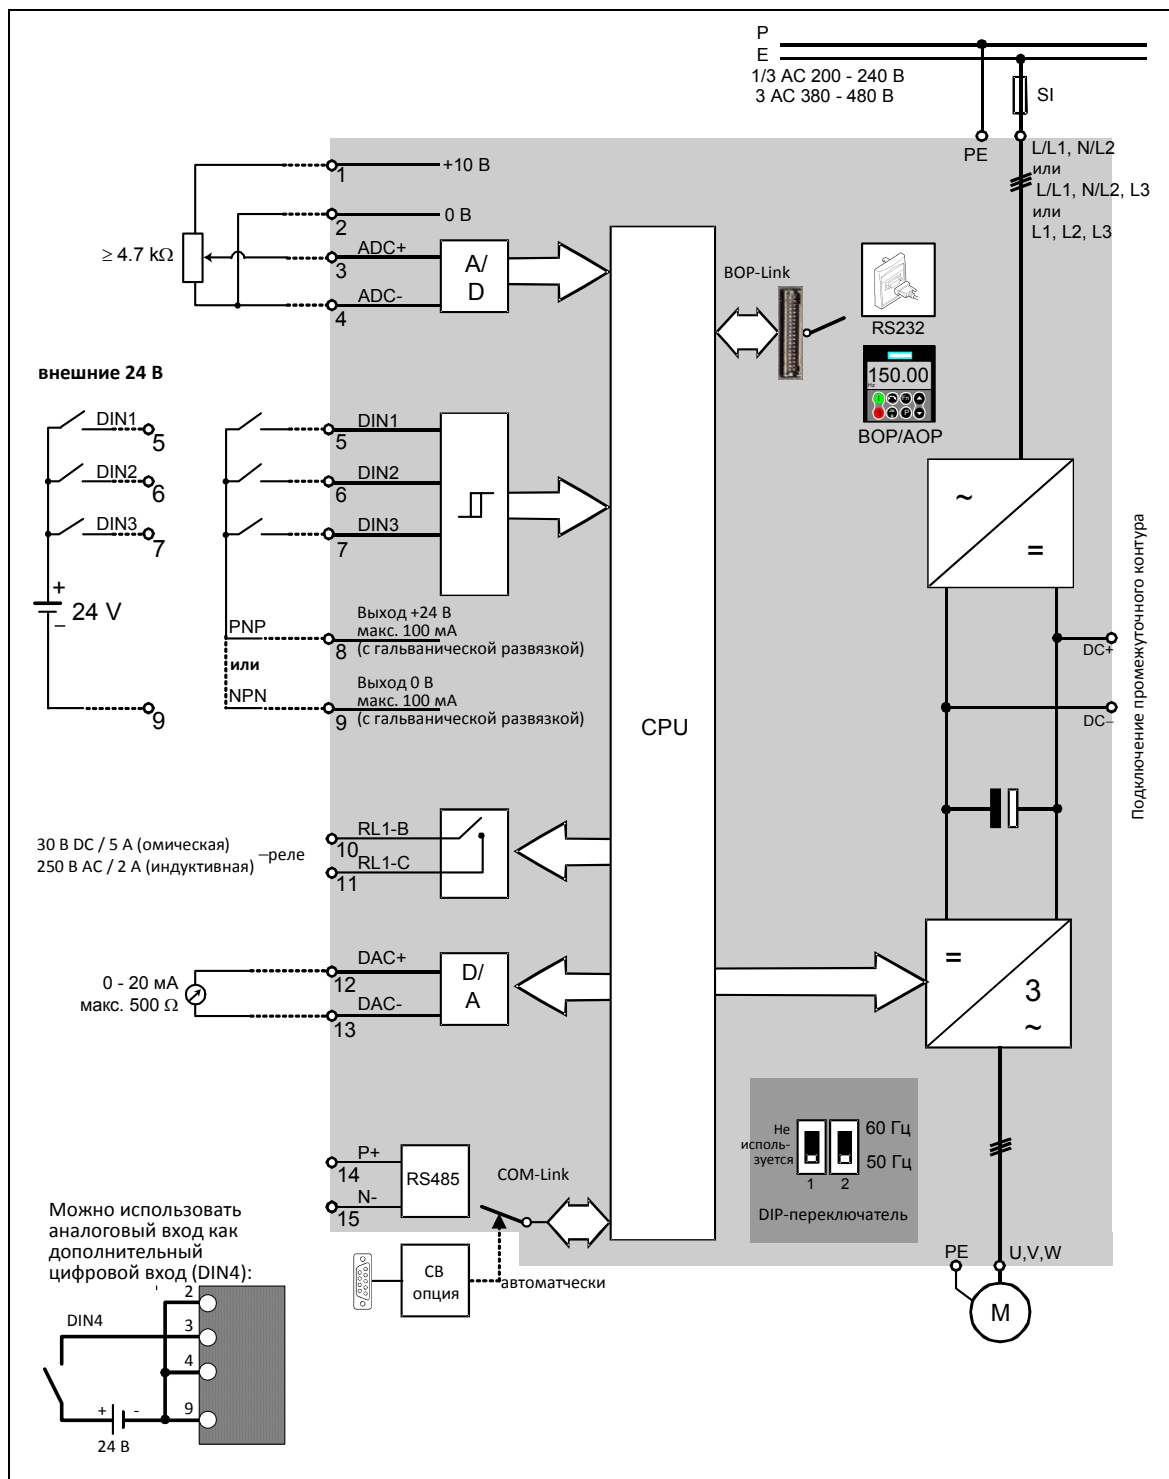 P
E
1/3 AC 200 - 240 В
3 AC 380 - 480 В
SI
PE
L/L1, N/L2
или
L/L1, N/L2, L3
или
L1, L2, L3
1
+10 В
2
0 В
≥ 4.7 kΩ
3
ADC+
4
ADC-
A/
D
BOP-Link
RS232
150.00
Hz
Fn
P
BOP/AOP
внешние 24 В
DIN1
5
DIN2
6
DIN3
7
+
24 V
–
9
DIN1
5
DIN2
6
DIN3
7
PNP
или
NPN
8
Выход +24 В
макс. 100 мА
(с гальванической развязкой)
9
Выход 0 В
макс. 100 мА
(с гальванической развязкой)
CPU
~
=
DC+
DC–
Подключение промежуточного контура
30 В DC / 5 А (омическая)
250 В AC / 2 А (индуктивная)
–реле
RL1-B
10
RL1-C
11
0 - 20 мА
макс. 500 Ω
DAC+
12
DAC-
13
D/
A
=
3
~
P+
14
N-
15
RS485
COM-Link
Не
исполь-
зуется
60 Гц
50 Гц
1
2
DIP-переключатель
CB
опция
автоматчески
PE
U,V,W
M
Можно использовать
аналоговый вход как
дополнительный
цифровой вход (DIN4):
DIN4
2
3
4
9
+
-
24 В